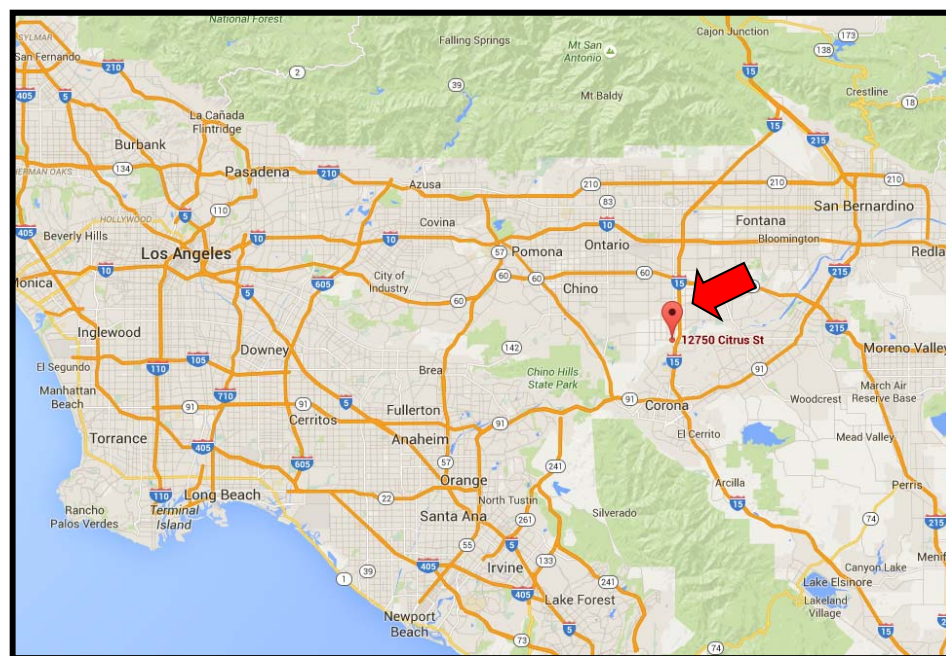 National Forest
Cajon Junction
173
138
SYLMAR
San Fernando
Falling Springs
Mt San
Antonio
405
5
210
2
39
15
Mt Baldy
Crestline
18
La Cañada
Flintridge
15
215
Burbank
134
Pasadena
210
Azusa
210
210
210
HERMAN OAKS
5
110
83
San Bernardino
HOLLYWOOD
Covina
Fontana
405
Beverly Hills
10
10
10
Bloomington
Los Angeles
57
Pomona
Ontario
Redla
10
5
605
City of
Industry
60
60
60
15
215
Monica
Chino
60
Inglewood
142
12750 Citrus St
215
Downey
Moreno Valley
El Segundo
105
Brea
Chino Hills
State Park
15
March Air
Reserve Base
Manhattan
Beach
110
710
91
91
5
Fullerton
91
Corona
91
Woodcrest
Cerritos
Torrance
405
Anaheim
91
El Cerrito
Mead Valley
605
57
241
110
Long Beach
Orange
Arcilla
Perris
Rancho
Palos Verdes
Terminal
Island
22
North Tustin
15
Santa Ana
261
Silverado
74
215
55
5
133
Menif
405
Irvine
Canyon Lake
1
39
241
Lake Elsinore
405
Lake Forest
Lakeland
Village
Newport
Beach
5
15
2
73
74